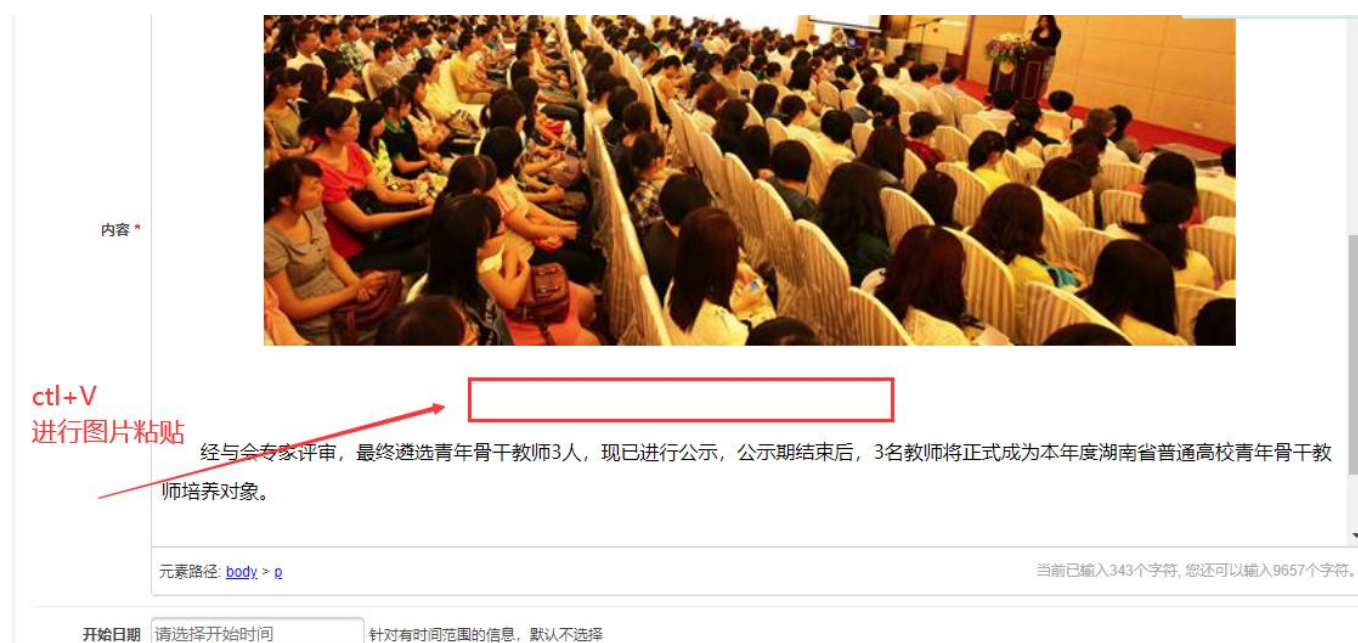 内容 *
ctl+V
进行图片粘贴
经与会专家评审，最终遴选青年骨干教师3人，现已进行公示，公示期结束后，3名教师将正式成为本年度湖南省普通高校青年骨干教
师培养对象。
元素路径: body > p
当前已输入343个字符, 您还可以输入9657个字符。
开始日期 请选择开始时间 针对有时间范围的信息，默认不选择